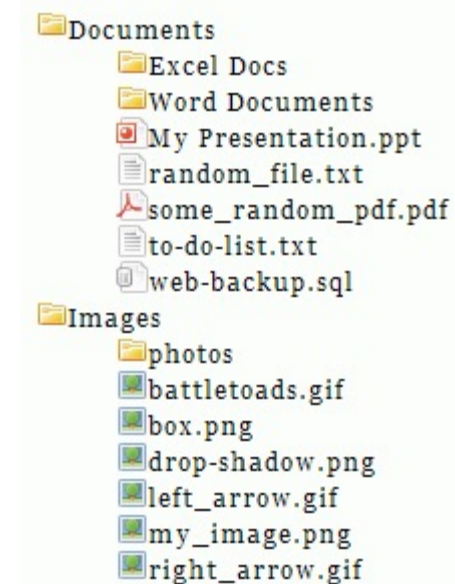 Documents
Excel Docs
Word Documents
My Presentation.ppt
random_file.txt
some_random_pdf.pdf
to-do-list.txt
web-backup.sql
Images
photos
battletoads.gif
box.png
drop-shadow.png
left_arrow.gif
my_image.png
right_arrow.gif